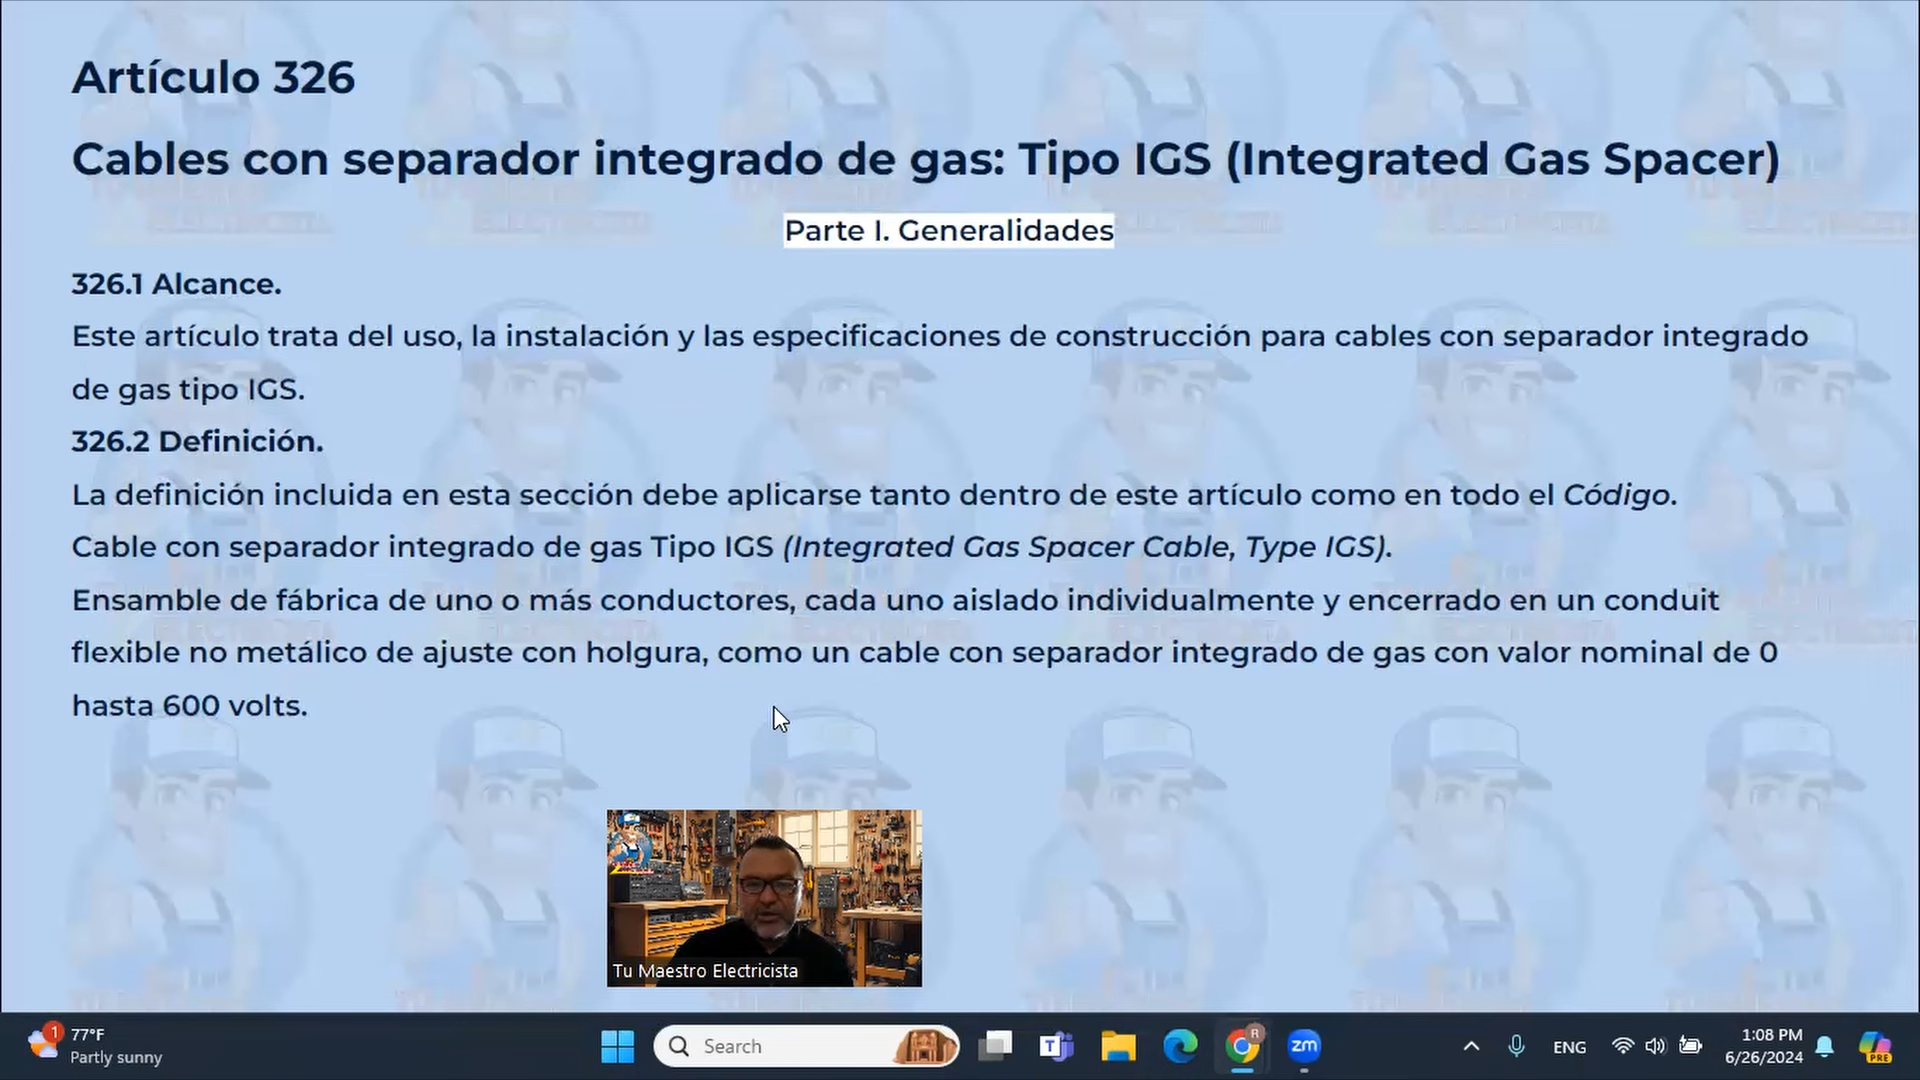 Artículo 326
Cables con separador integrado de gas: Tipo IGS (Integrated Gas Spacer)
Parte I. Generalidades
326.1 Alcance.
Este artículo trata del uso, la instalación y las especificaciones de construcción para cables con separador integrado
de gas tipo IGS.
326.2 Definición.
La definición incluida en esta sección debe aplicarse tanto dentro de este artículo como en todo el Código.
Cable con separador integrado de gas Tipo IGS (Integrated Gas Spacer Cable, Type IGS).
Ensamble de fábrica de uno o más conductores, cada uno aislado individualmente y encerrado en un conduit
flexible no metálico de ajuste con holgura, como un cable con separador integrado de gas con valor nominal de 0
hasta 600 volts.
Tu Maestro Electricista
1
77°F
Partly sunny
Search
T
R
zm
ENG
1:08 PM
6/26/2024
PRE